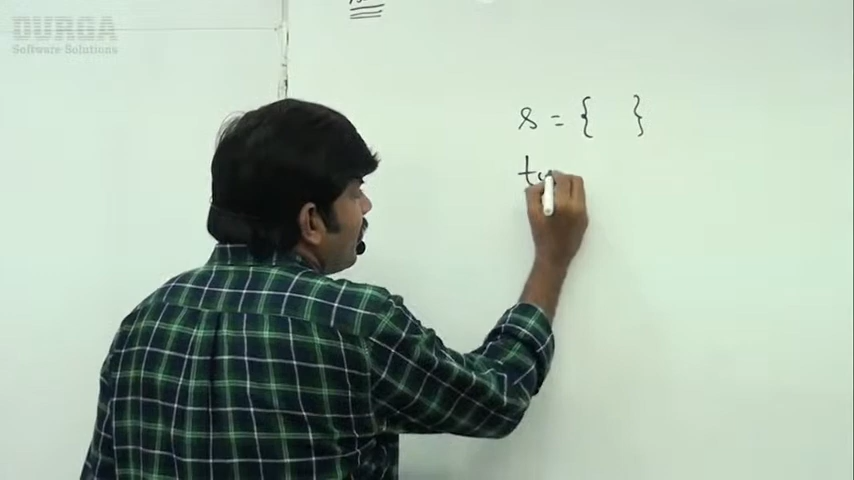 DURGA
Software Solutions
s = {   }